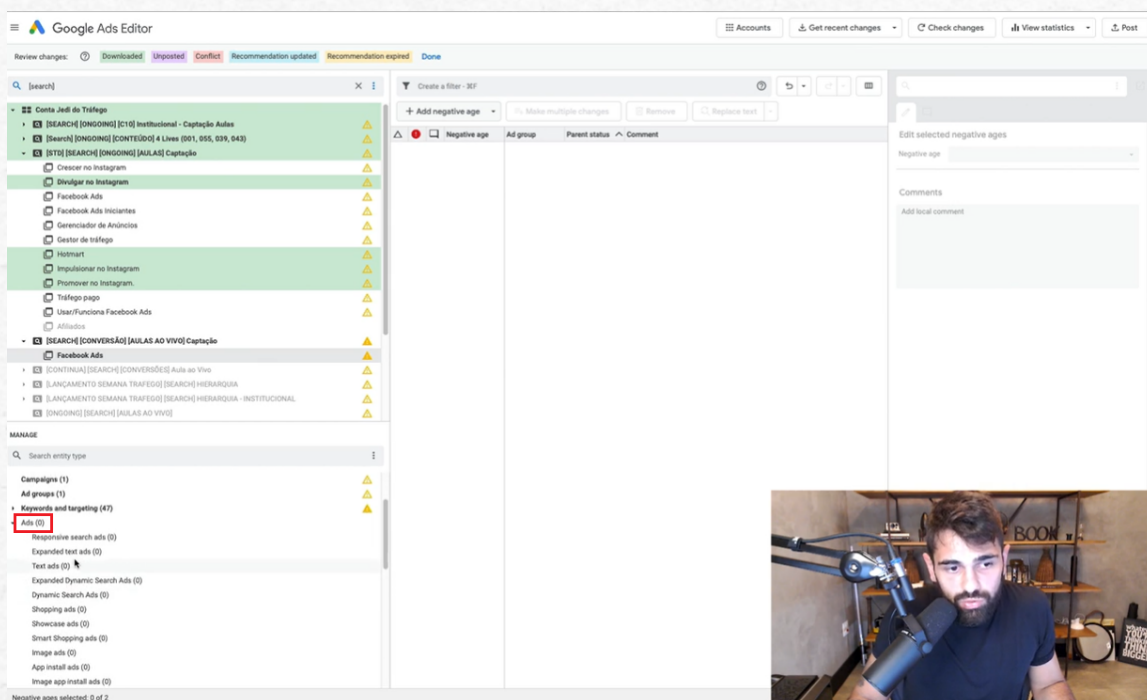 Google Ads Editor
Accounts
Get recent changes
Check changes
View statistics
Post
Review changes:
Downloaded
Unposted
Conflict
Recommendation updated
Recommendation expired
Done
[search]
Create a filter - ⌘F
Conta Jedi do Tráfego
[SEARCH] [ONGOING] [C10] Institucional - Captação Aulas
[Search] [ONGOING] [CONTEÚDO] 4 Lives (001, 055, 039, 043)
[STD] [SEARCH] [ONGOING] [AULAS] Captação
Crescer no Instagram
Divulgar no Instagram
Facebook Ads
Facebook Ads Iniciantes
Gerenciador de Anúncios
Gestor de tráfego
Hotmart
Impulsionar no Instagram
Promover no Instagram.
Tráfego pago
Usar/Funciona Facebook Ads
Afiliados
[SEARCH] [CONVERSÃO] [AULAS AO VIVO] Captação
Facebook Ads
[CONTINUA] [SEARCH] [CONVERSÕES] Aula ao Vivo
[LANÇAMENTO SEMANA TRAFEGO] [SEARCH] HIERARQUIA
[LANÇAMENTO SEMANA TRAFEGO] [SEARCH] HIERARQUIA - INSTITUCIONAL
[ONGOING] [SEARCH] [AULAS AO VIVO]
Add negative age
Make multiple changes
Remove
Replace text
Negative age
Ad group
Parent status
Comment
Edit selected negative ages
Negative age
Comments
Add local comment
MANAGE
Search entity type
Campaigns (1)
Ad groups (1)
Keywords and targeting (47)
Ads (0)
Responsive search ads (0)
Expanded text ads (0)
Text ads (0)
Expanded Dynamic Search Ads (0)
Dynamic Search Ads (0)
Shopping ads (0)
Showcase ads (0)
Smart Shopping ads (0)
Image ads (0)
App install ads (0)
Image app install ads (0)
Negative ages selected: 0 of 2
BOOK
THINK
BIGGER